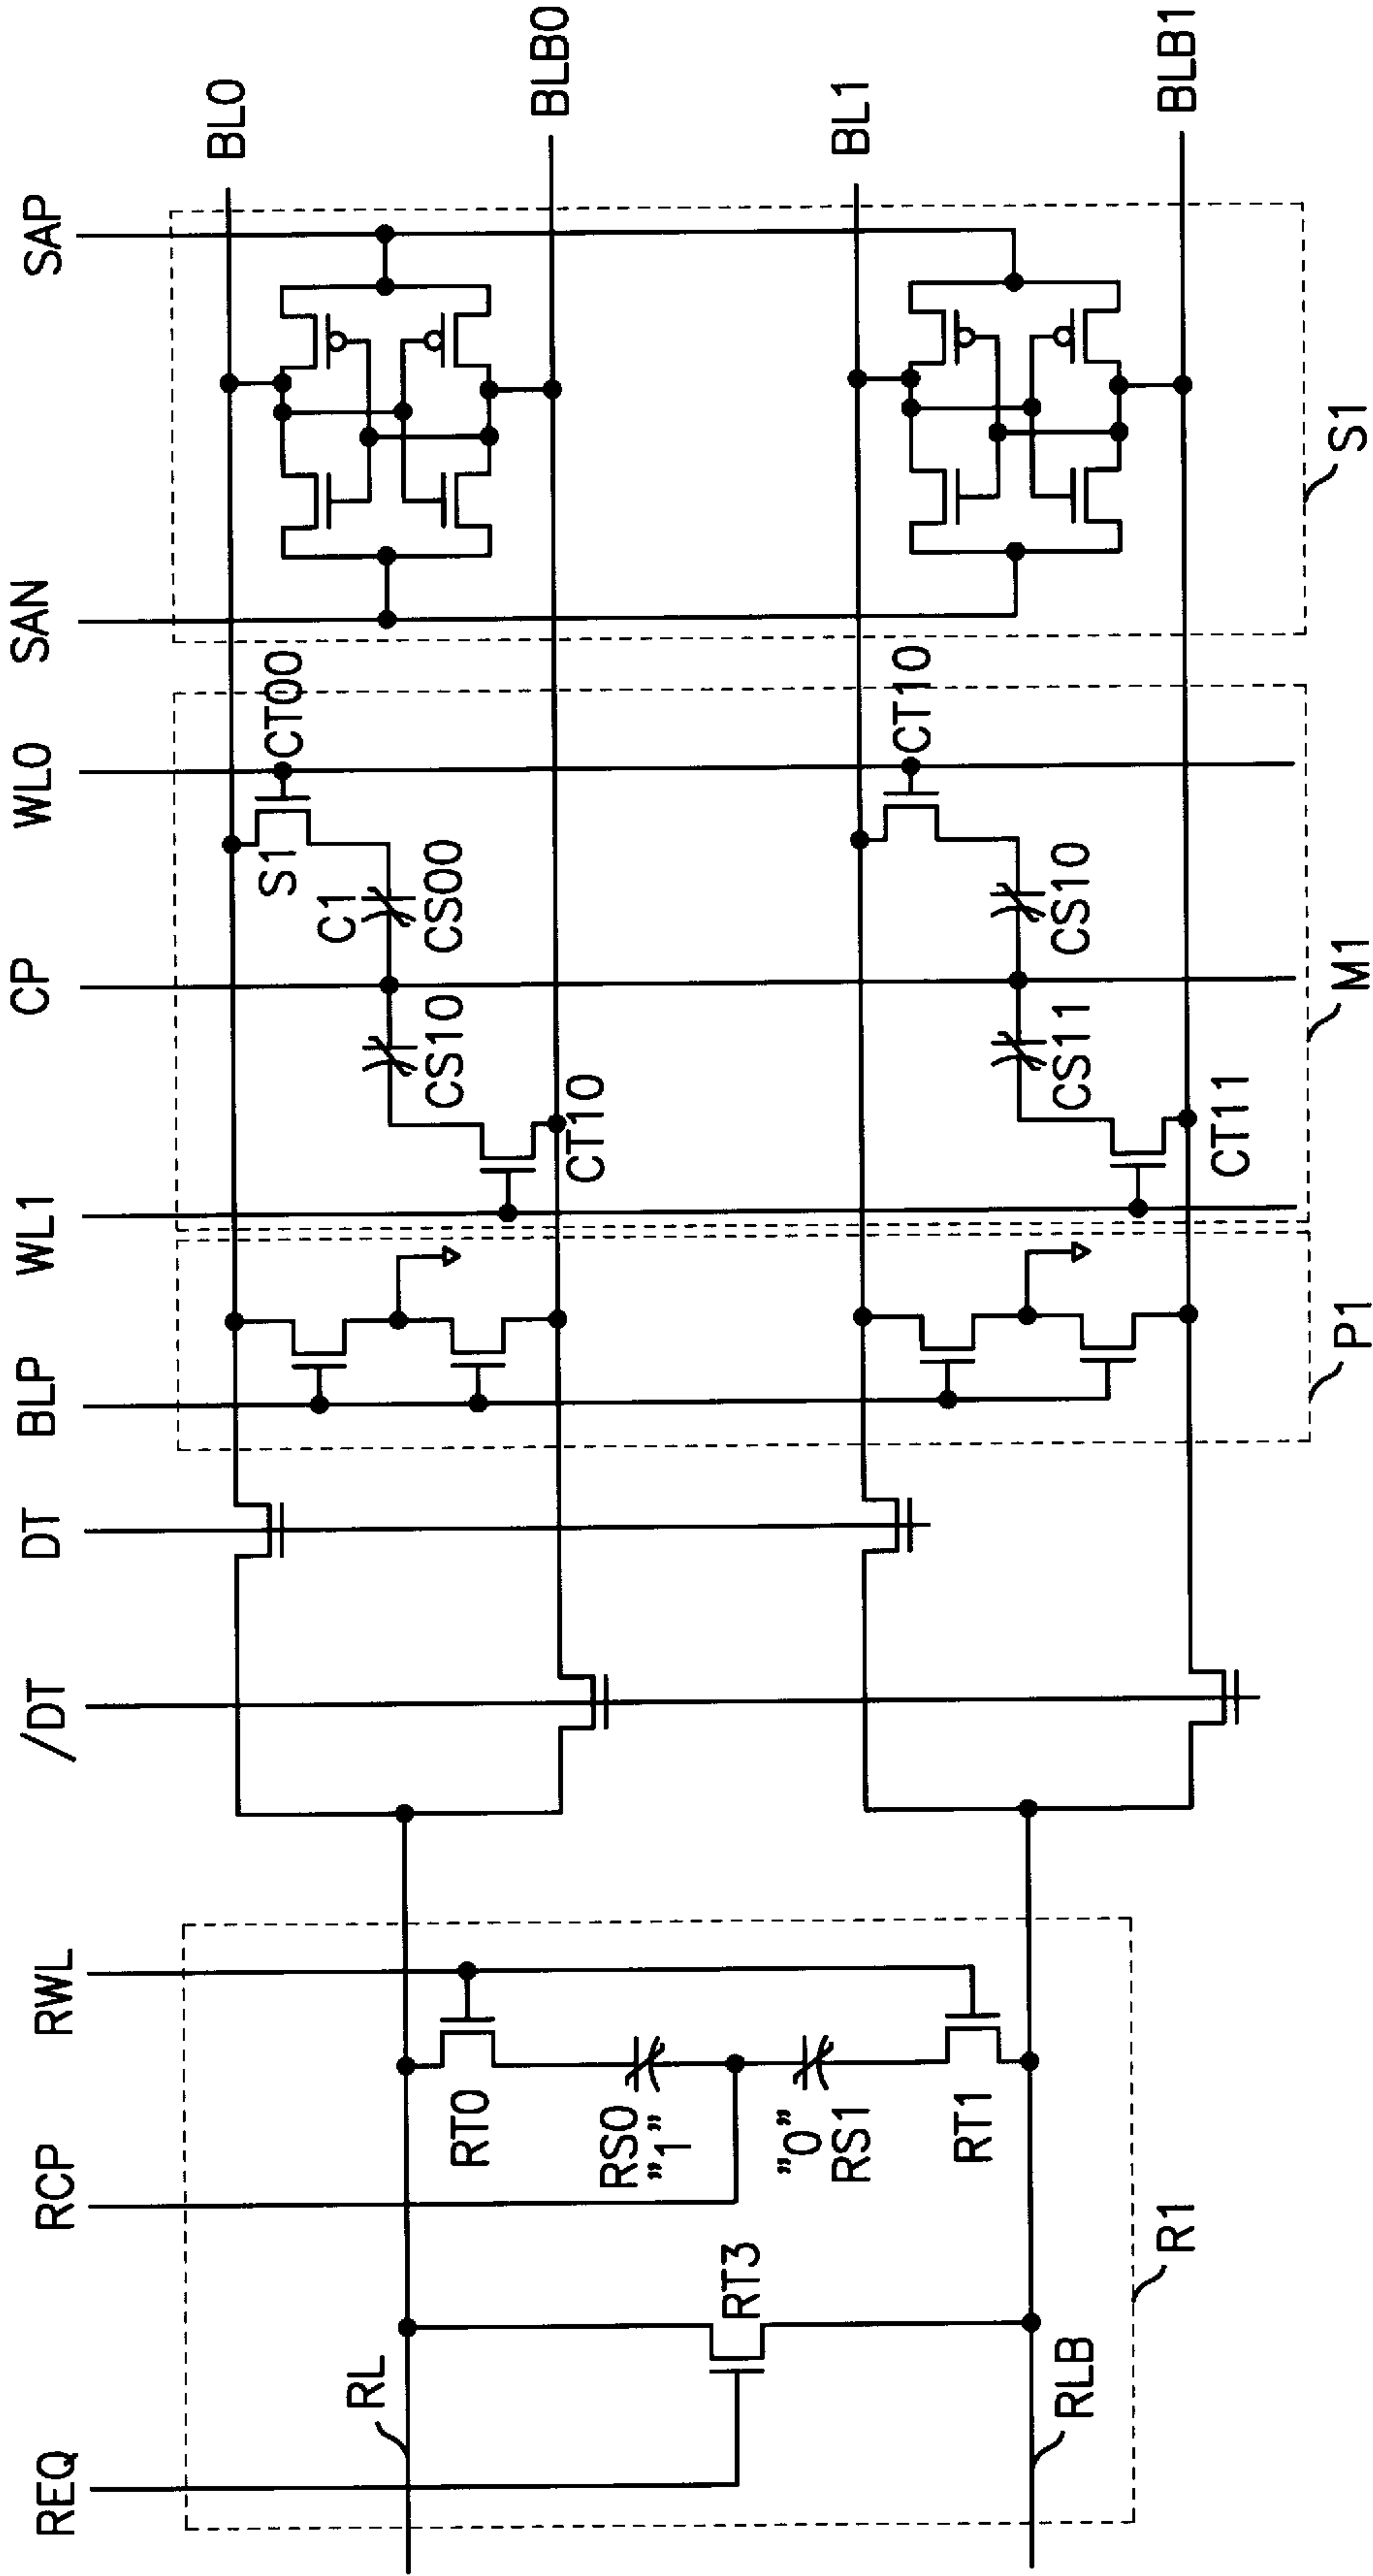 REQ
RCP
RWL
/DT
DT
BLP
WL1
CP
WL0
SAN
SAP
BL0
BLB0
BL1
BLB1
RL
RLB
RT3
RT0
RS0
"1"
"0"
RS1
RT1
R1
P1
CS10
CT10
C1
CS00
S1
CT00
CS11
CT11
CS10
CT10
M1
S1